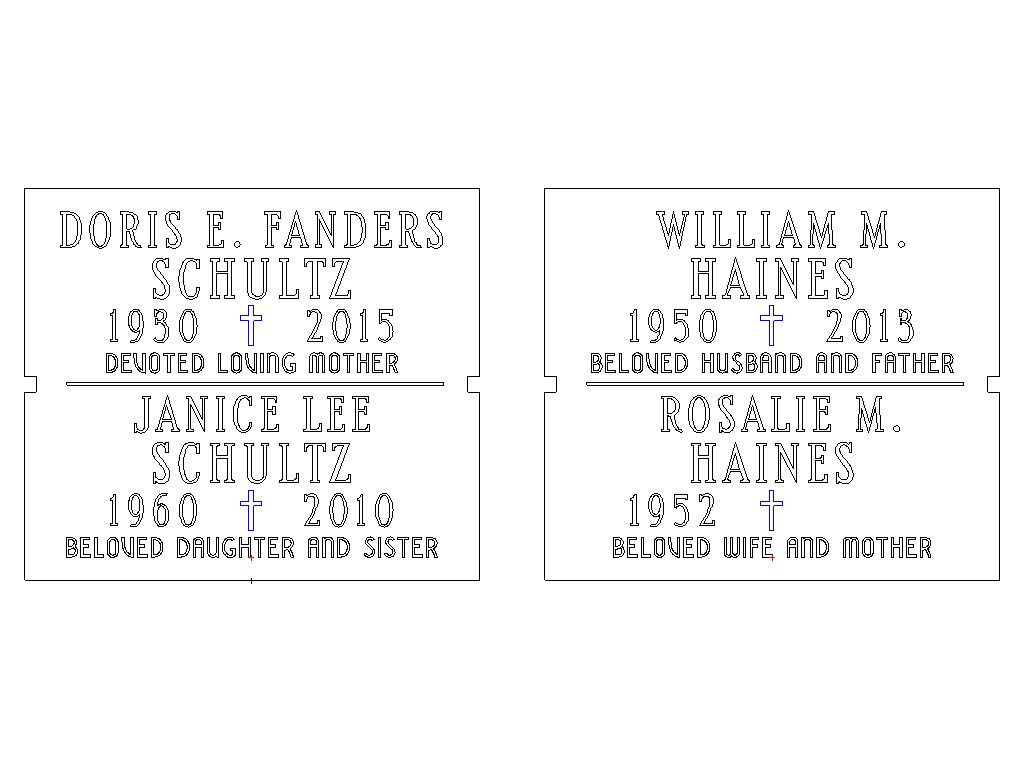 DORIS E. FANDERS
SCHULTZ
1930 2015
DEVOTED LOVING MOTHER
JANICE LEE
SCHULTZ
1960 2010
BELOVED DAUGHTER AND SISTER
WILLIAM M.
HAINES
1950 2013
BELOVED HUSBAND AND FATHER
ROSALIE M.
HAINES
1952
BELOVED WIFE AND MOTHER